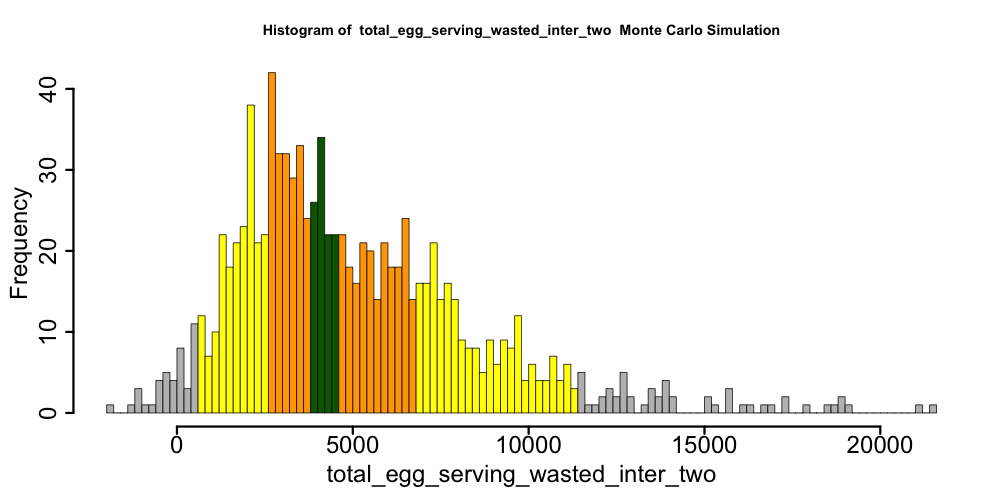 Histogram of total_egg_serving_wasted_inter_two Monte Carlo Simulation
Frequency
40
30
20
10
0
0 5000 10000 15000 20000
total_egg_serving_wasted_inter_two